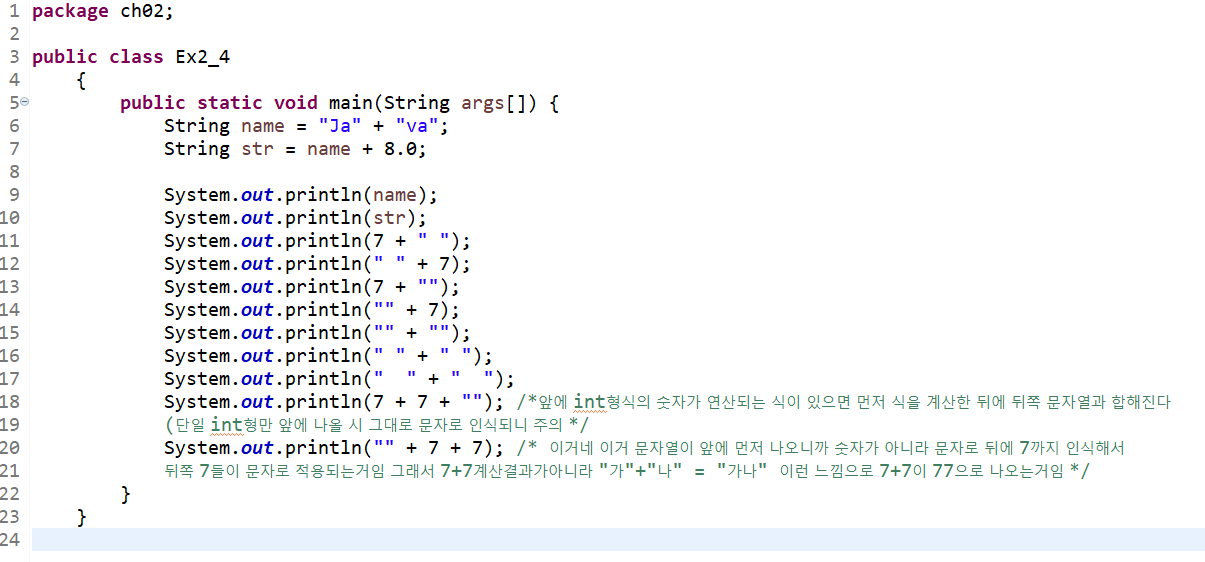 1 package ch02;
2
3 public class Ex2_4
4     {
5         public static void main(String args[]) {
6             String name = "Ja" + "va";
7             String str = name + 8.0;
8
9             System.out.println(name);
10             System.out.println(str);
11             System.out.println(7 + " ");
12             System.out.println(" " + 7);
13             System.out.println(7 + "");
14             System.out.println("" + 7);
15             System.out.println("" + "");
16             System.out.println(" " + " ");
17             System.out.println("  " + "  ");
18             System.out.println(7 + 7 + ""); /*앞에 int형식의 숫자가 연산되는 식이 있으면 먼저 식을 계산한 뒤에 뒤쪽 문자열과 합해진다
19             (단일 int형만 앞에 나올 시 그대로 문자로 인식되니 주의 */
20             System.out.println("" + 7 + 7); /* 이거네 이거 문자열이 앞에 먼저 나오니까 숫자가 아니라 문자로 뒤에 7까지 인식해서
21             뒤쪽 7들이 문자로 적용되는거임 그래서 7+7계산결과가아니라 "가"+"나" = "가나" 이런 느낌으로 7+7이 77으로 나오는거임 */
22         }
23     }
24